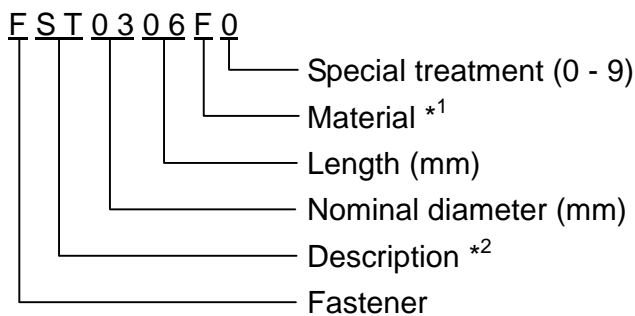 F S T 0 3 0 6 F 0
Special treatment (0 - 9)
Material *1
Length (mm)
Nominal diameter (mm)
Description *2
Fastener